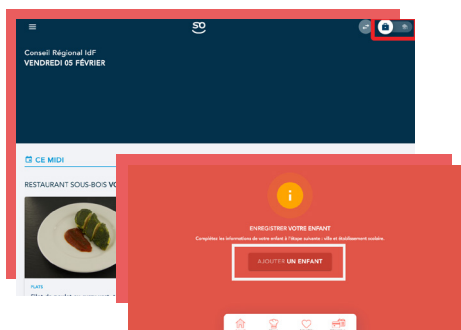 so
Conseil Régional IdF
VENDREDI 05 FÉVRIER
CE MIDI
RESTAURANT SOUS-BOIS
PLATS
i
ENREGISTRER VOTRE ENFANT
Complétez les informations de votre enfant à l'étape suivante : ville et établissement scolaire.
AJOUTER UN ENFANT